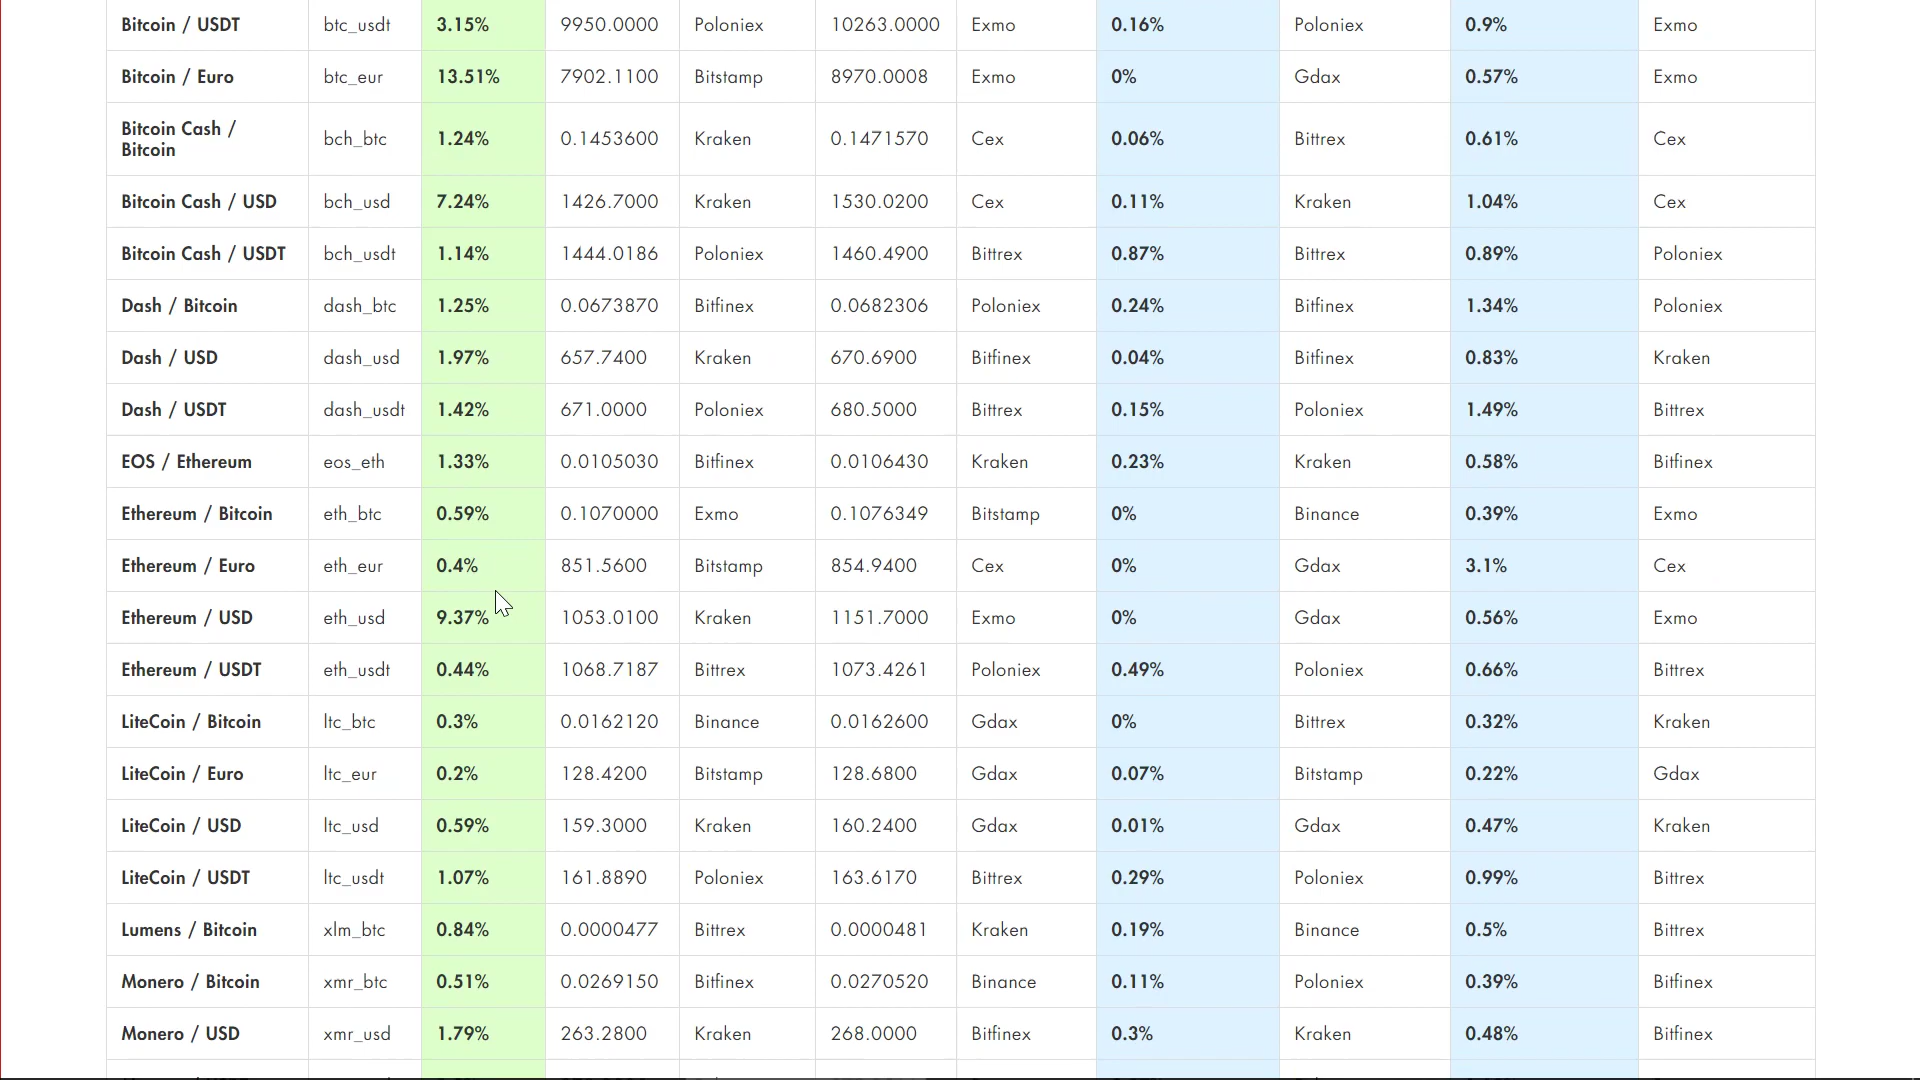 Bitcoin / USDT btc_usdt 3.15% 9950.0000 Poloniex 10263.0000 Exmo 0.16% Poloniex 0.9% Exmo
Bitcoin / Euro btc_eur 13.51% 7902.1100 Bitstamp 8970.0008 Exmo 0% Gdax 0.57% Exmo
Bitcoin Cash /
Bitcoin bch_btc 1.24% 0.1453600 Kraken 0.1471570 Cex 0.06% Bittrex 0.61% Cex
Bitcoin Cash / USD bch_usd 7.24% 1426.7000 Kraken 1530.0200 Cex 0.11% Kraken 1.04% Cex
Bitcoin Cash / USDT bch_usdt 1.14% 1444.0186 Poloniex 1460.4900 Bittrex 0.87% Bittrex 0.89% Poloniex
Dash / Bitcoin dash_btc 1.25% 0.0673870 Bitfinex 0.0682306 Poloniex 0.24% Bitfinex 1.34% Poloniex
Dash / USD dash_usd 1.97% 657.7400 Kraken 670.6900 Bitfinex 0.04% Bitfinex 0.83% Kraken
Dash / USDT dash_usdt 1.42% 671.0000 Poloniex 680.5000 Bittrex 0.15% Poloniex 1.49% Bittrex
EOS / Ethereum eos_eth 1.33% 0.0105030 Bitfinex 0.0106430 Kraken 0.23% Kraken 0.58% Bitfinex
Ethereum / Bitcoin eth_btc 0.59% 0.1070000 Exmo 0.1076349 Bitstamp 0% Binance 0.39% Exmo
Ethereum / Euro eth_eur 0.4% 851.5600 Bitstamp 854.9400 Cex 0% Gdax 3.1% Cex
Ethereum / USD eth_usd 9.37% 1053.0100 Kraken 1151.7000 Exmo 0% Gdax 0.56% Exmo
Ethereum / USDT eth_usdt 0.44% 1068.7187 Bittrex 1073.4261 Poloniex 0.49% Poloniex 0.66% Bittrex
LiteCoin / Bitcoin ltc_btc 0.3% 0.0162120 Binance 0.0162600 Gdax 0% Bittrex 0.32% Kraken
LiteCoin / Euro ltc_eur 0.2% 128.4200 Bitstamp 128.6800 Gdax 0.07% Bitstamp 0.22% Gdax
LiteCoin / USD ltc_usd 0.59% 159.3000 Kraken 160.2400 Gdax 0.01% Gdax 0.47% Kraken
LiteCoin / USDT ltc_usdt 1.07% 161.8890 Poloniex 163.6170 Bittrex 0.29% Poloniex 0.99% Bittrex
Lumens / Bitcoin xlm_btc 0.84% 0.0000477 Bittrex 0.0000481 Kraken 0.19% Binance 0.5% Bittrex
Monero / Bitcoin xmr_btc 0.51% 0.0269150 Bitfinex 0.0270520 Binance 0.11% Poloniex 0.39% Bitfinex
Monero / USD xmr_usd 1.79% 263.2800 Kraken 268.0000 Bitfinex 0.3% Kraken 0.48% Bitfinex